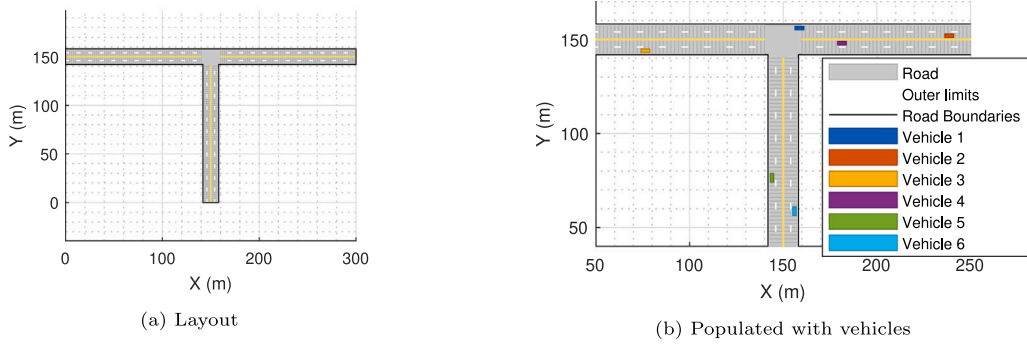 150
100
50
0
Y (m)
0
100
200
300
X (m)
(a) Layout
150
100
50
Y (m)
50
100
150
200
250
X (m)
Road
Outer limits
Road Boundaries
Vehicle 1
Vehicle 2
Vehicle 3
Vehicle 4
Vehicle 5
Vehicle 6
(b) Populated with vehicles